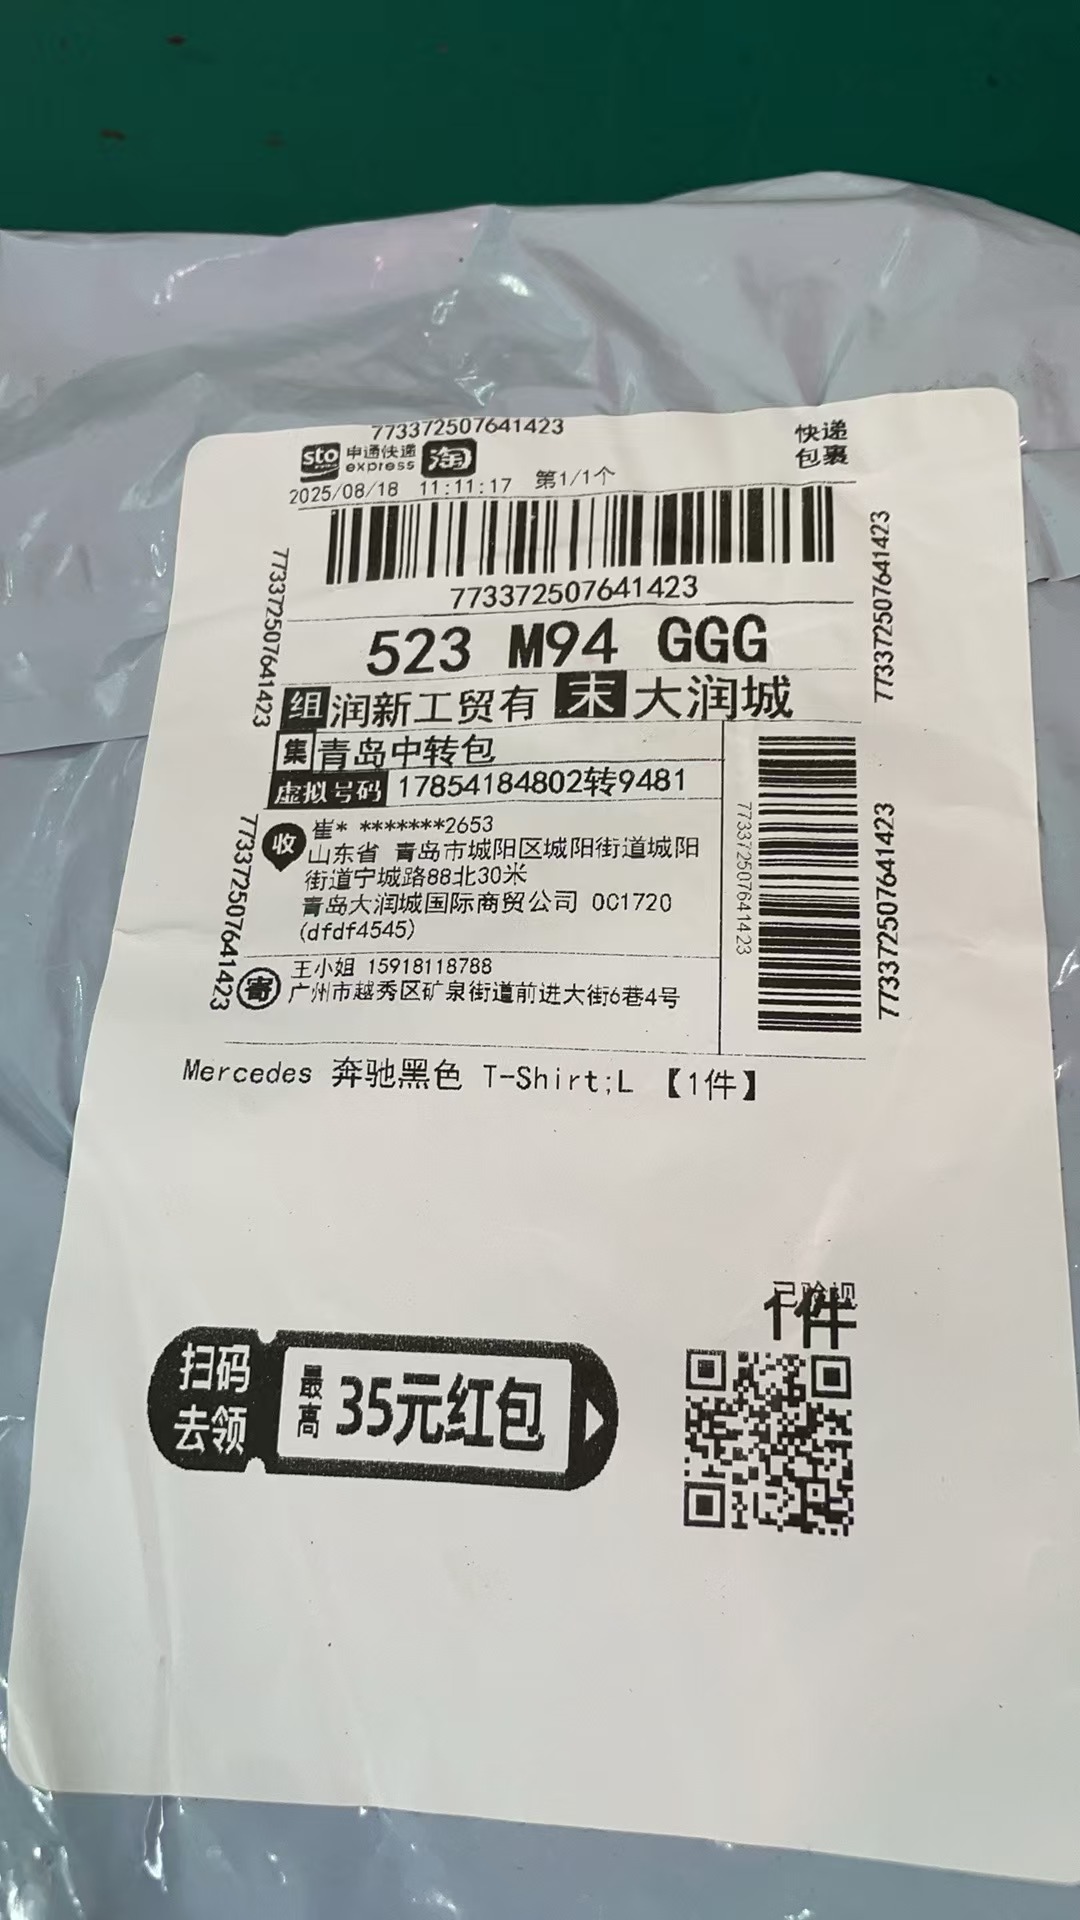 773372507641423
sto 申通快递 express 淘
快递包裹
2025/08/18 11:11:17 第1/1个
773372507641423
523 M94 GGG
组 润新工贸有 末 大润城
集 青岛中转包
虚拟号码 17854184802转9481
收 崔* *******2653
山东省 青岛市城阳区城阳街道城阳
街道宁城路88北30米
青岛大润城国际商贸公司 001720
(dfdf4545)
寄 王小姐 15918118788
广州市越秀区矿泉街道前进大街6巷4号
773372507641423
773372507641423
773372507641423
773372507641423
773372507641423
Mercedes 奔驰黑色 T-Shirt;L 【1件】
已验视
1件
扫码去领
最高35元红包